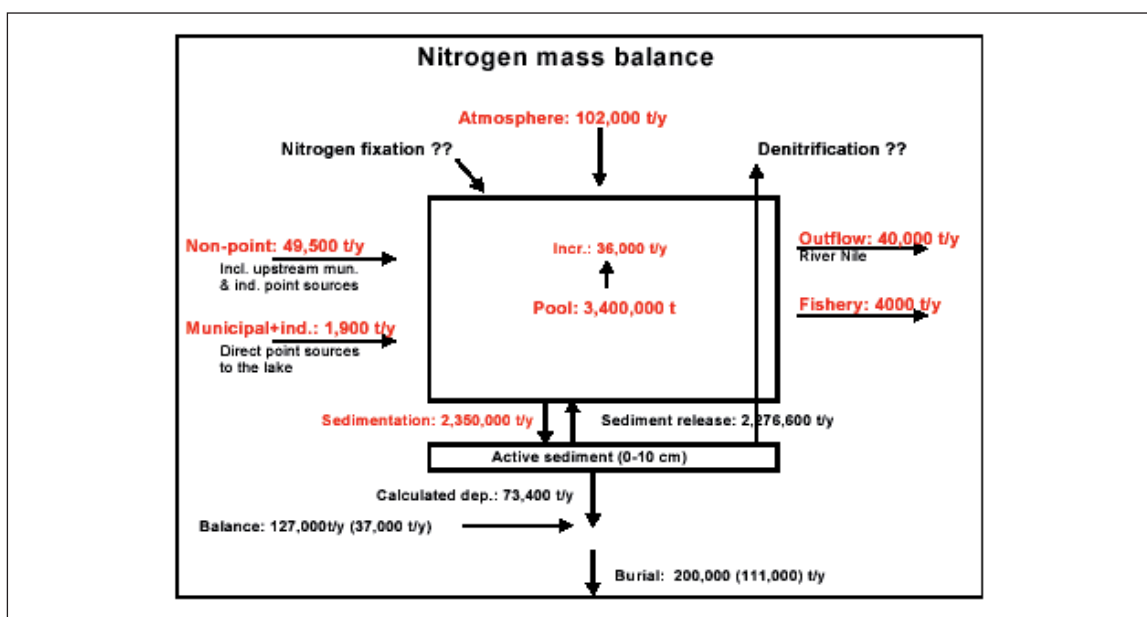 Nitrogen mass balance
Atmosphere: 102,000 t/y
Nitrogen fixation ??
Denitrification ??
Non-point: 49,500 t/y
Incl. upstream mun.
& ind. point sources
Incr.: 36,000 t/y
Outflow: 40,000 t/y
River Nile
Pool: 3,400,000 t
Fishery: 4000 t/y
Municipal+ind.: 1,900 t/y
Direct point sources
to the lake
Sedimentation: 2,350,000 t/y
Sediment release: 2,276,600 t/y
Active sediment (0-10 cm)
Calculated dep.: 73,400 t/y
Balance: 127,000t/y (37,000 t/y)
Burial: 200,000 (111,000) t/y